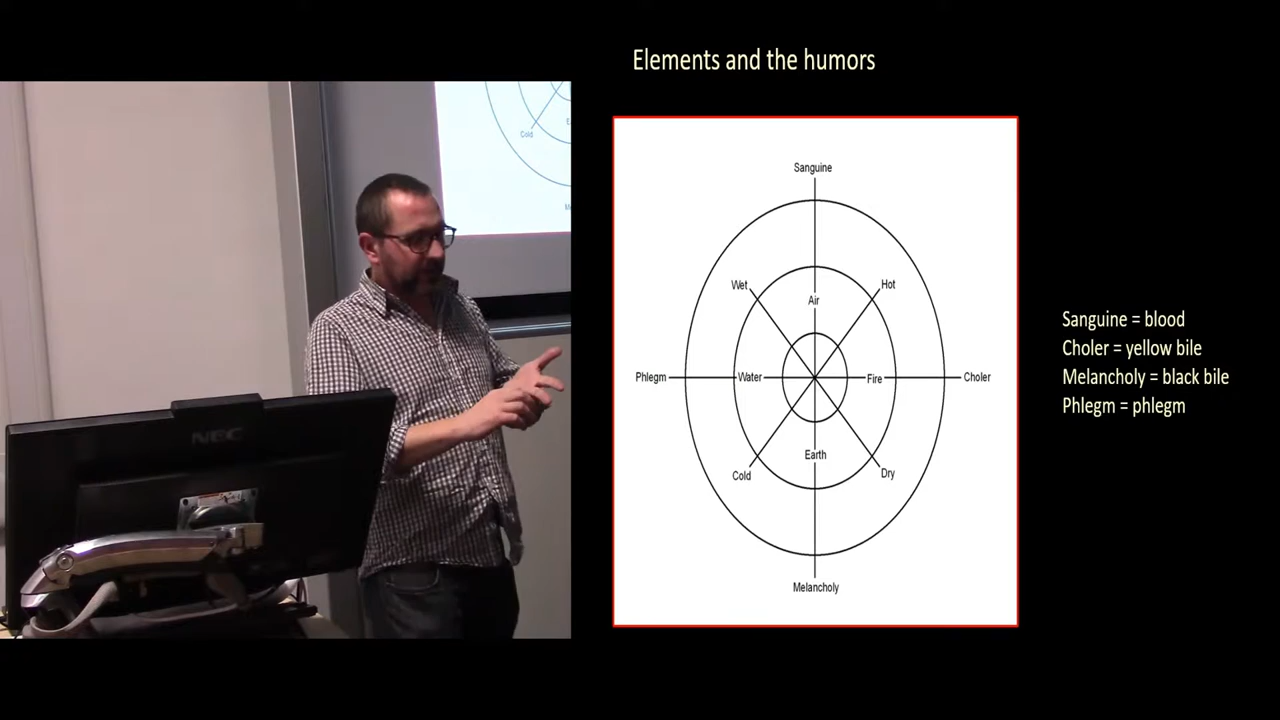 Elements and the humors
Sanguine
Wet
Hot
Air
Phlegm
Water
Fire
Choler
Earth
Cold
Dry
Melancholy
Sanguine = blood
Choler = yellow bile
Melancholy = black bile
Phlegm = phlegm
Cold
NEC